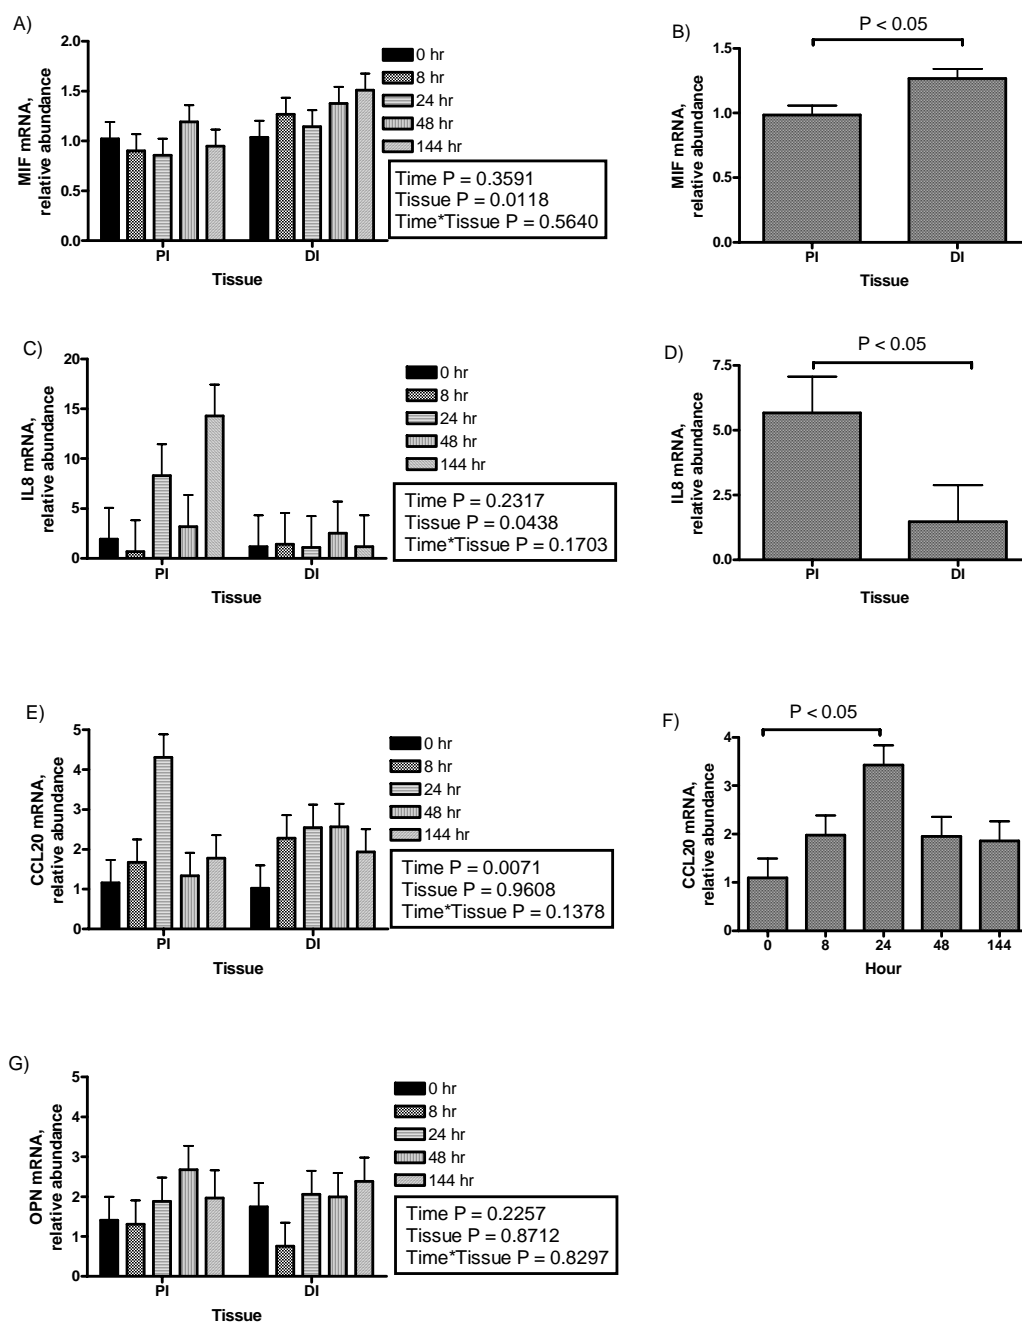 A)
MIF mRNA,
relative abundance
2.0
1.5
1.0
0.5
0.0
PI
DI
Tissue
0 hr
8 hr
24 hr
48 hr
144 hr
Time P = 0.3591
Tissue P = 0.0118
Time*Tissue P = 0.5640
B)
P < 0.05
MIF mRNA,
relative abundance
1.5
1.0
0.5
0.0
PI
DI
Tissue
C)
IL8 mRNA,
relative abundance
20
15
10
5
0
PI
DI
Tissue
0 hr
8 hr
24 hr
48 hr
144 hr
Time P = 0.2317
Tissue P = 0.0438
Time*Tissue P = 0.1703
D)
P < 0.05
IL8 mRNA,
relative abundance
7.5
5.0
2.5
0.0
PI
DI
Tissue
E)
CCL20 mRNA,
relative abundance
5
4
3
2
1
0
PI
DI
Tissue
0 hr
8 hr
24 hr
48 hr
144 hr
Time P = 0.0071
Tissue P = 0.9608
Time*Tissue P = 0.1378
F)
P < 0.05
CCL20 mRNA,
relative abundance
4
3
2
1
0
0
8
24
48
144
Hour
G)
OPN mRNA,
relative abundance
5
4
3
2
1
0
PI
DI
Tissue
0 hr
8 hr
24 hr
48 hr
144 hr
Time P = 0.2257
Tissue P = 0.8712
Time*Tissue P = 0.8297